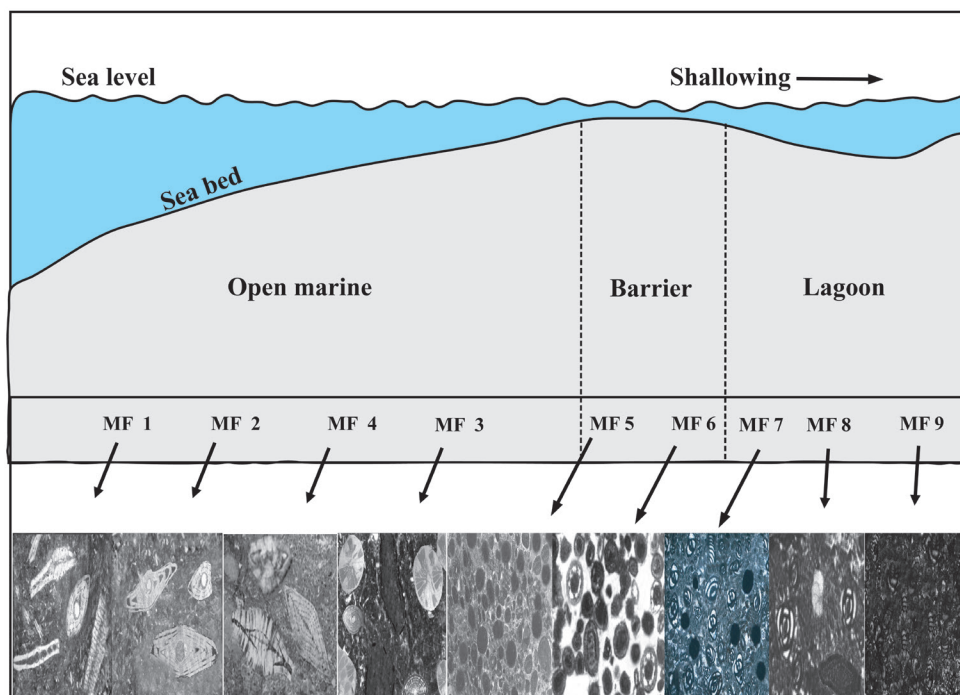 Sea level
Shallowing
Sea bed
Open marine
Barrier
Lagoon
MF 1
MF 2
MF 4
MF 3
MF 5
MF 6
MF 7
MF 8
MF 9